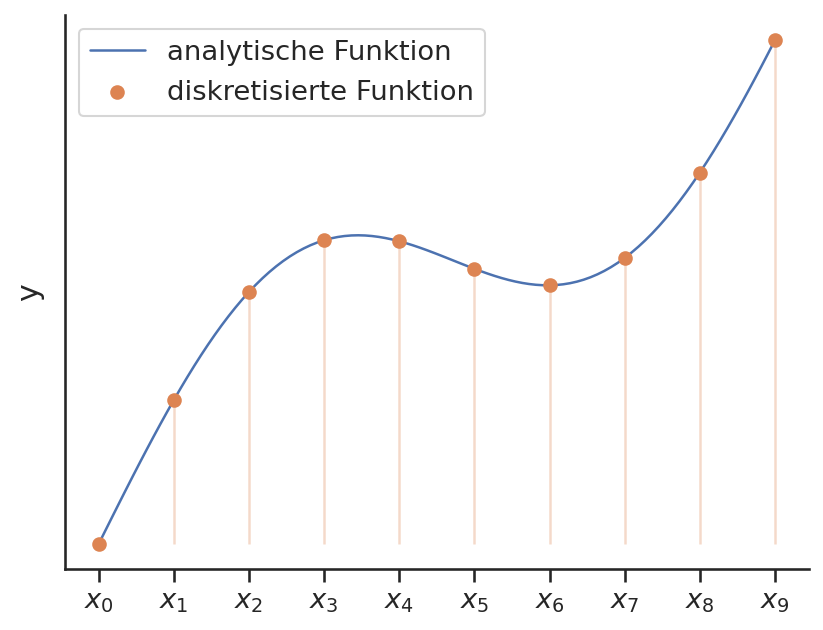 analytische Funktion
diskretisierte Funktion
y
x₀ x₁ x₂ x₃ x₄ x₅ x₆ x₇ x₈ x₉